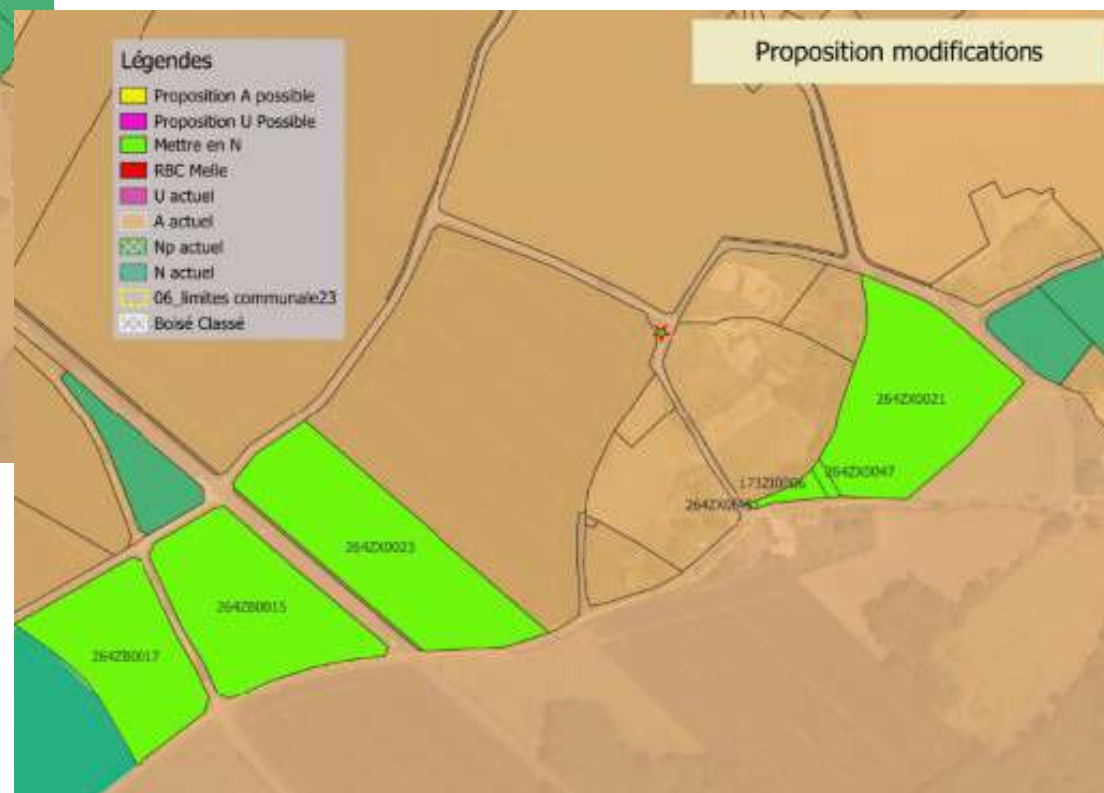 Proposition modifications
Légendes
Proposition A possible
Proposition U Possible
Mettre en N
RBC Melle
U actuel
A actuel
Np actuel
N actuel
06_limites communale23
Boisé Classé
264ZX0021
264ZX0047
173ZI0006
264ZX0023
264ZB0015
264ZB0017